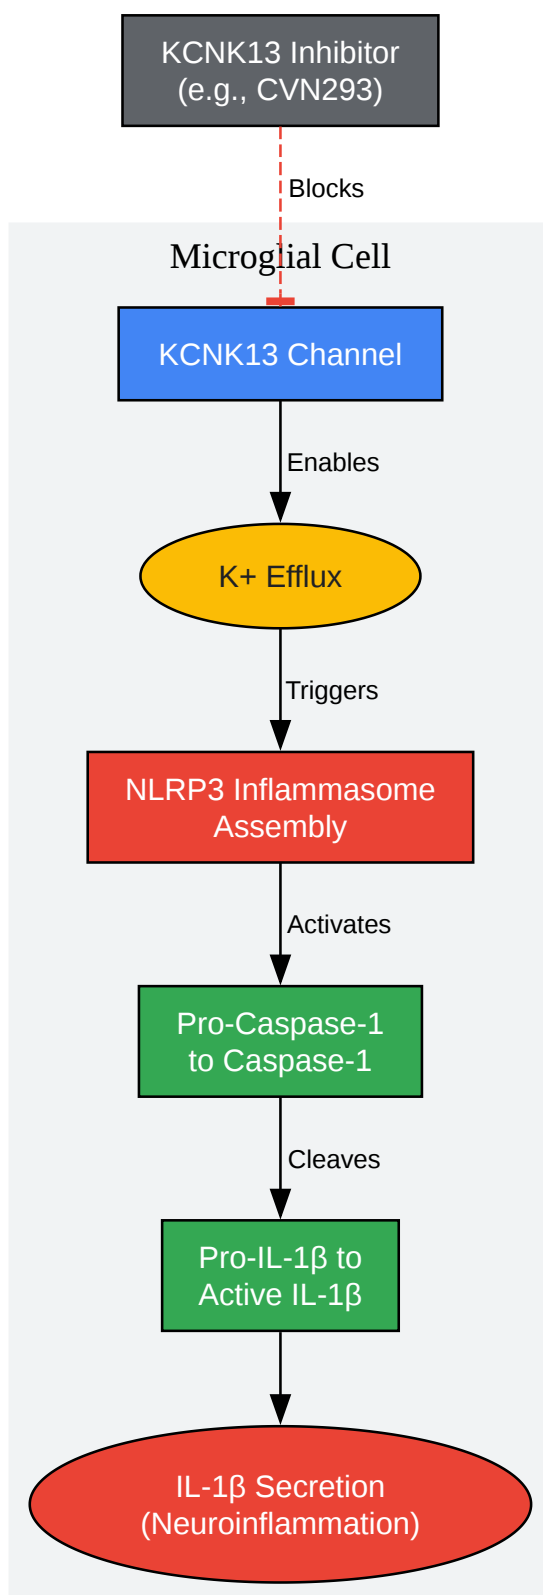 KCNK13 Inhibitor
(e.g., CVN293)
Blocks
Microglial Cell
KCNK13 Channel
Enables
K+ Efflux
Triggers
NLRP3 Inflammasome
Assembly
Activates
Pro-Caspase-1
to Caspase-1
Cleaves
Pro-IL-1β to
Active IL-1β
IL-1β Secretion
(Neuroinflammation)